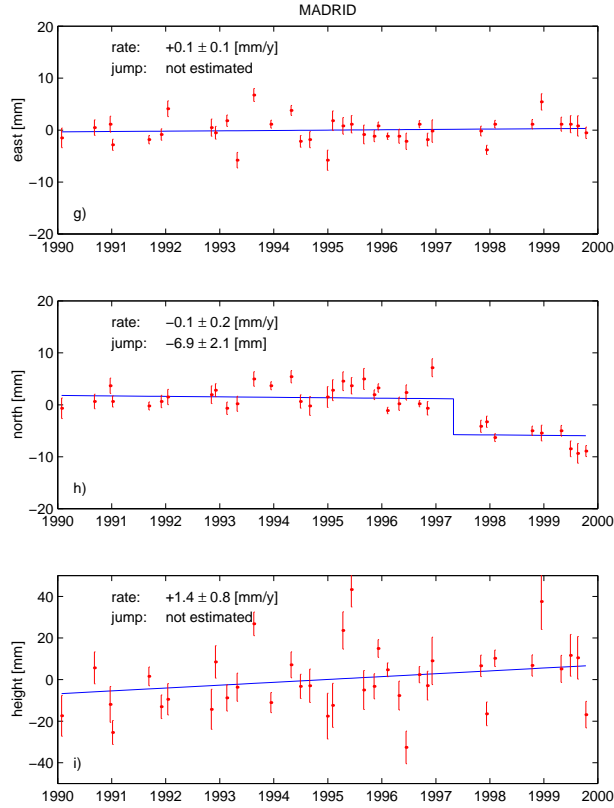 MADRID
rate: +0.1 ± 0.1 [mm/y]
jump: not estimated
20
10
0
−10
−20
east [mm]
g)
1990 1991 1992 1993 1994 1995 1996 1997 1998 1999 2000
rate: −0.1 ± 0.2 [mm/y]
jump: −6.9 ± 2.1 [mm]
20
10
0
−10
−20
north [mm]
h)
1990 1991 1992 1993 1994 1995 1996 1997 1998 1999 2000
rate: +1.4 ± 0.8 [mm/y]
jump: not estimated
40
20
0
−20
−40
height [mm]
i)
1990 1991 1992 1993 1994 1995 1996 1997 1998 1999 2000